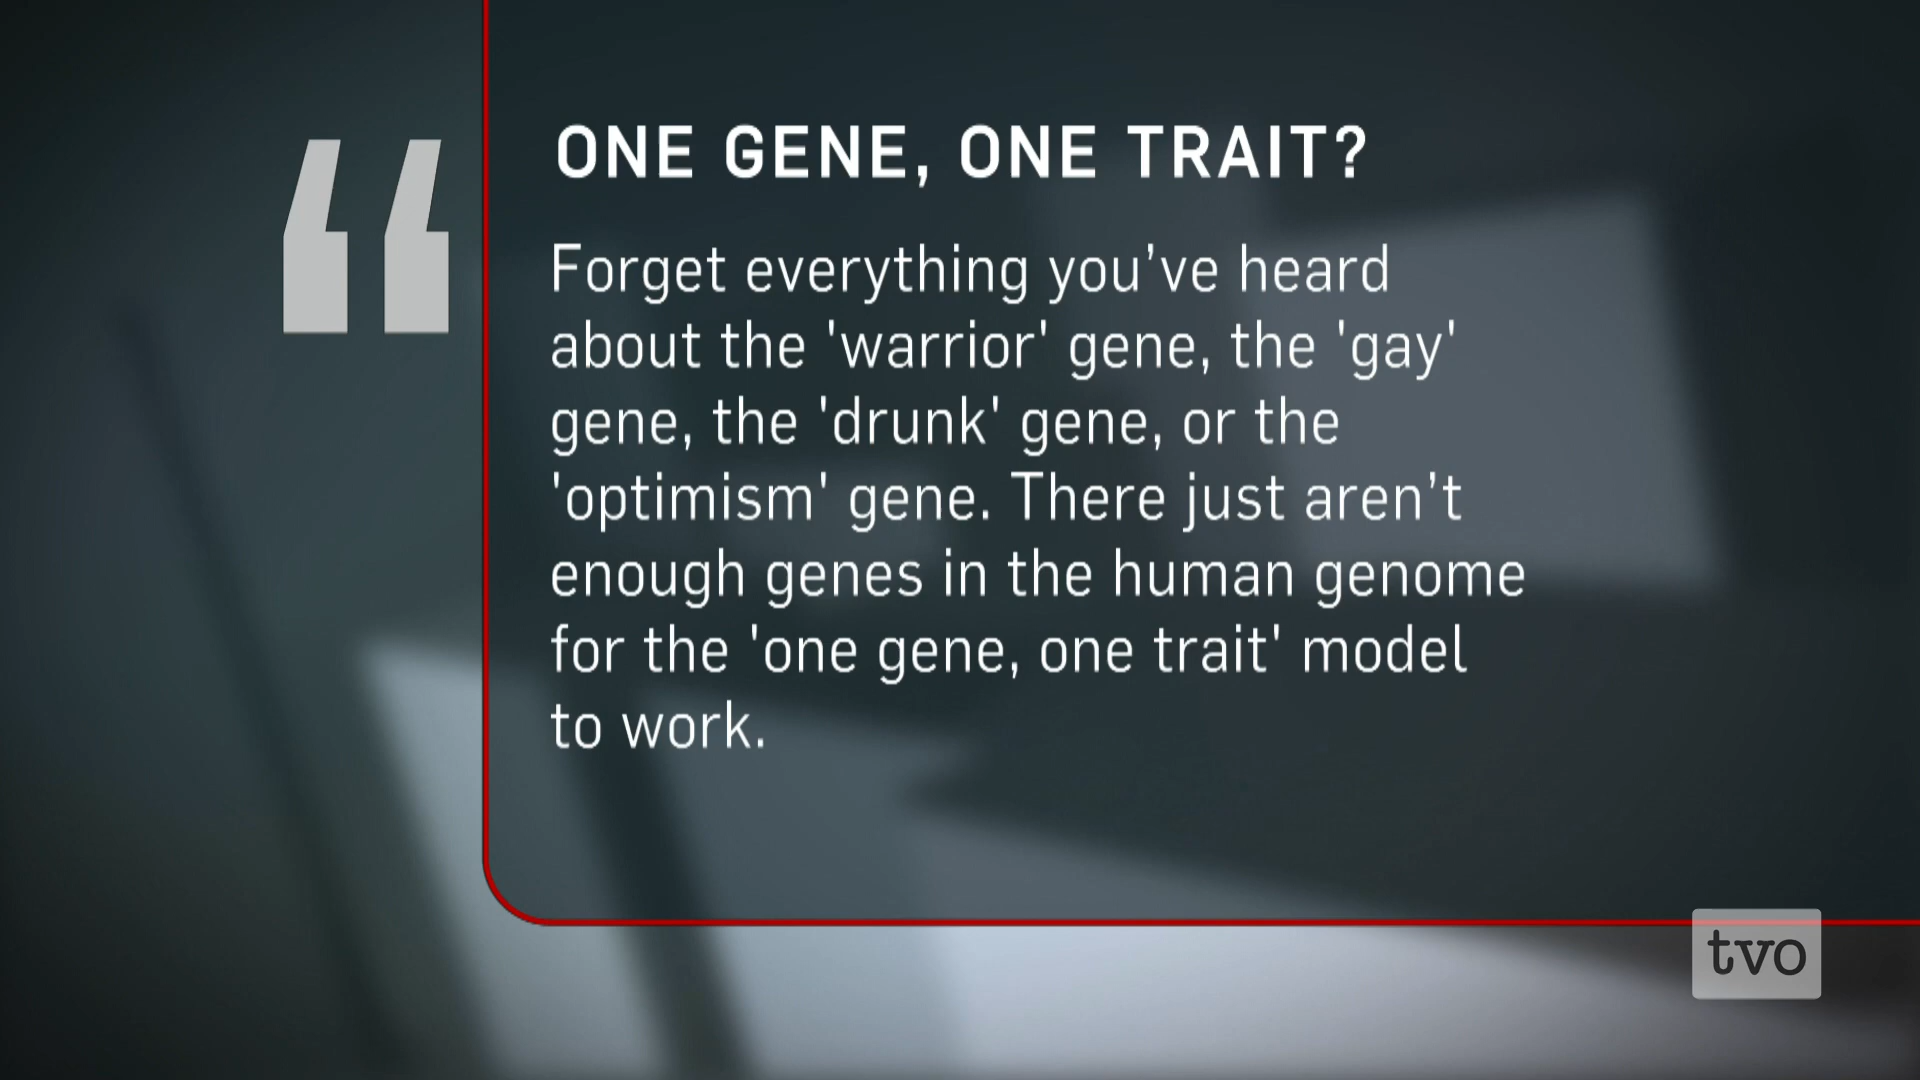 “
ONE GENE, ONE TRAIT?
Forget everything you’ve heard
about the 'warrior' gene, the 'gay'
gene, the 'drunk' gene, or the
'optimism' gene. There just aren’t
enough genes in the human genome
for the 'one gene, one trait' model
to work.
tvo